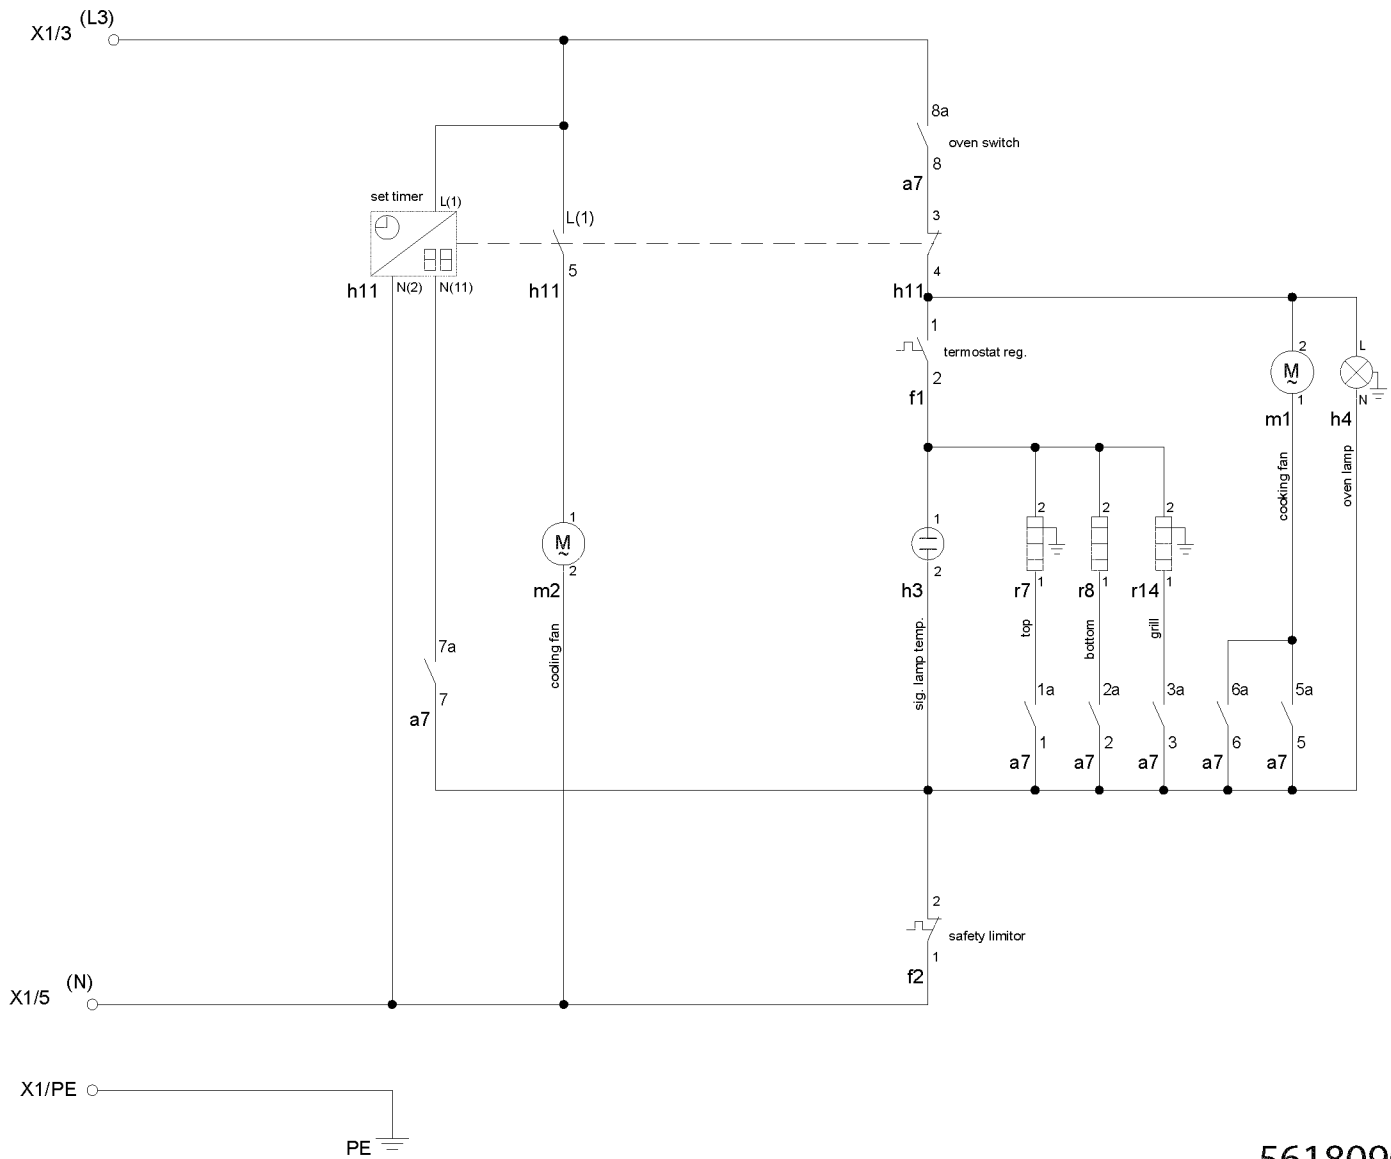 (L3)
X1/3
8a
oven switch
8
a7
set timer
L(1)
L(1)
3
5
4
h11
N(2)
N(11)
h11
h11
1
termostat reg.
2
f1
2
M
~
1
m1
cooking fan
L
N
h4
oven lamp
1
M
~
2
m2
cooling fan
1
2
h3
sig. lamp temp.
2
1
r7
top
2
1
r8
bottom
2
1
r14
grill
7a
7
a7
1a
1
a7
2a
2
a7
3a
3
a7
6a
6
a7
5a
5
a7
2
safety limitor
1
f2
(N)
X1/5
X1/PE
PE